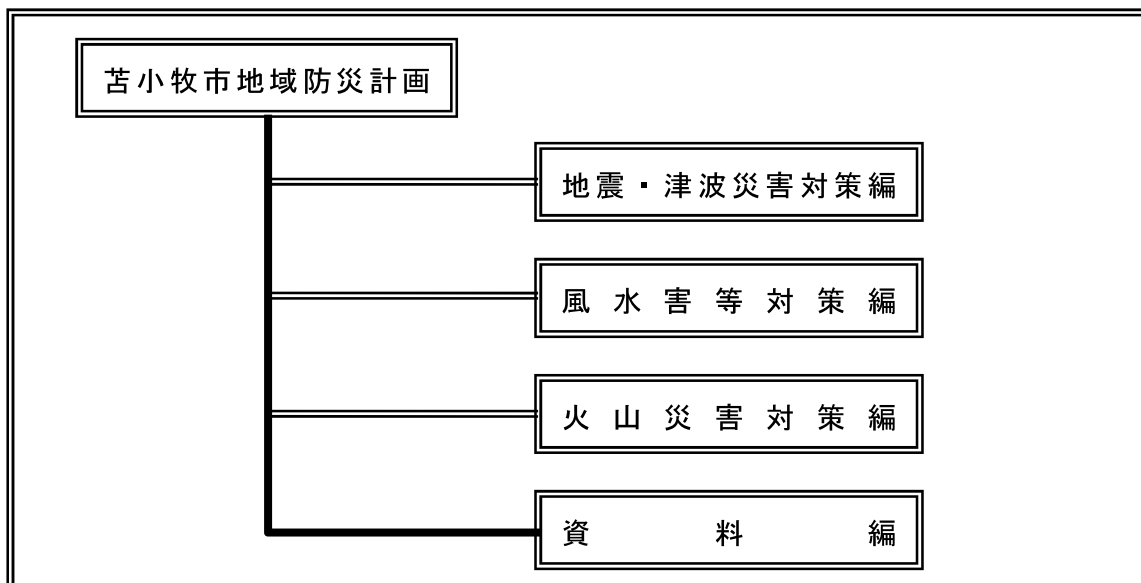 苫小牧市地域防災計画
地震・津波災害対策編
風水害等対策編
火山災害対策編
資料編